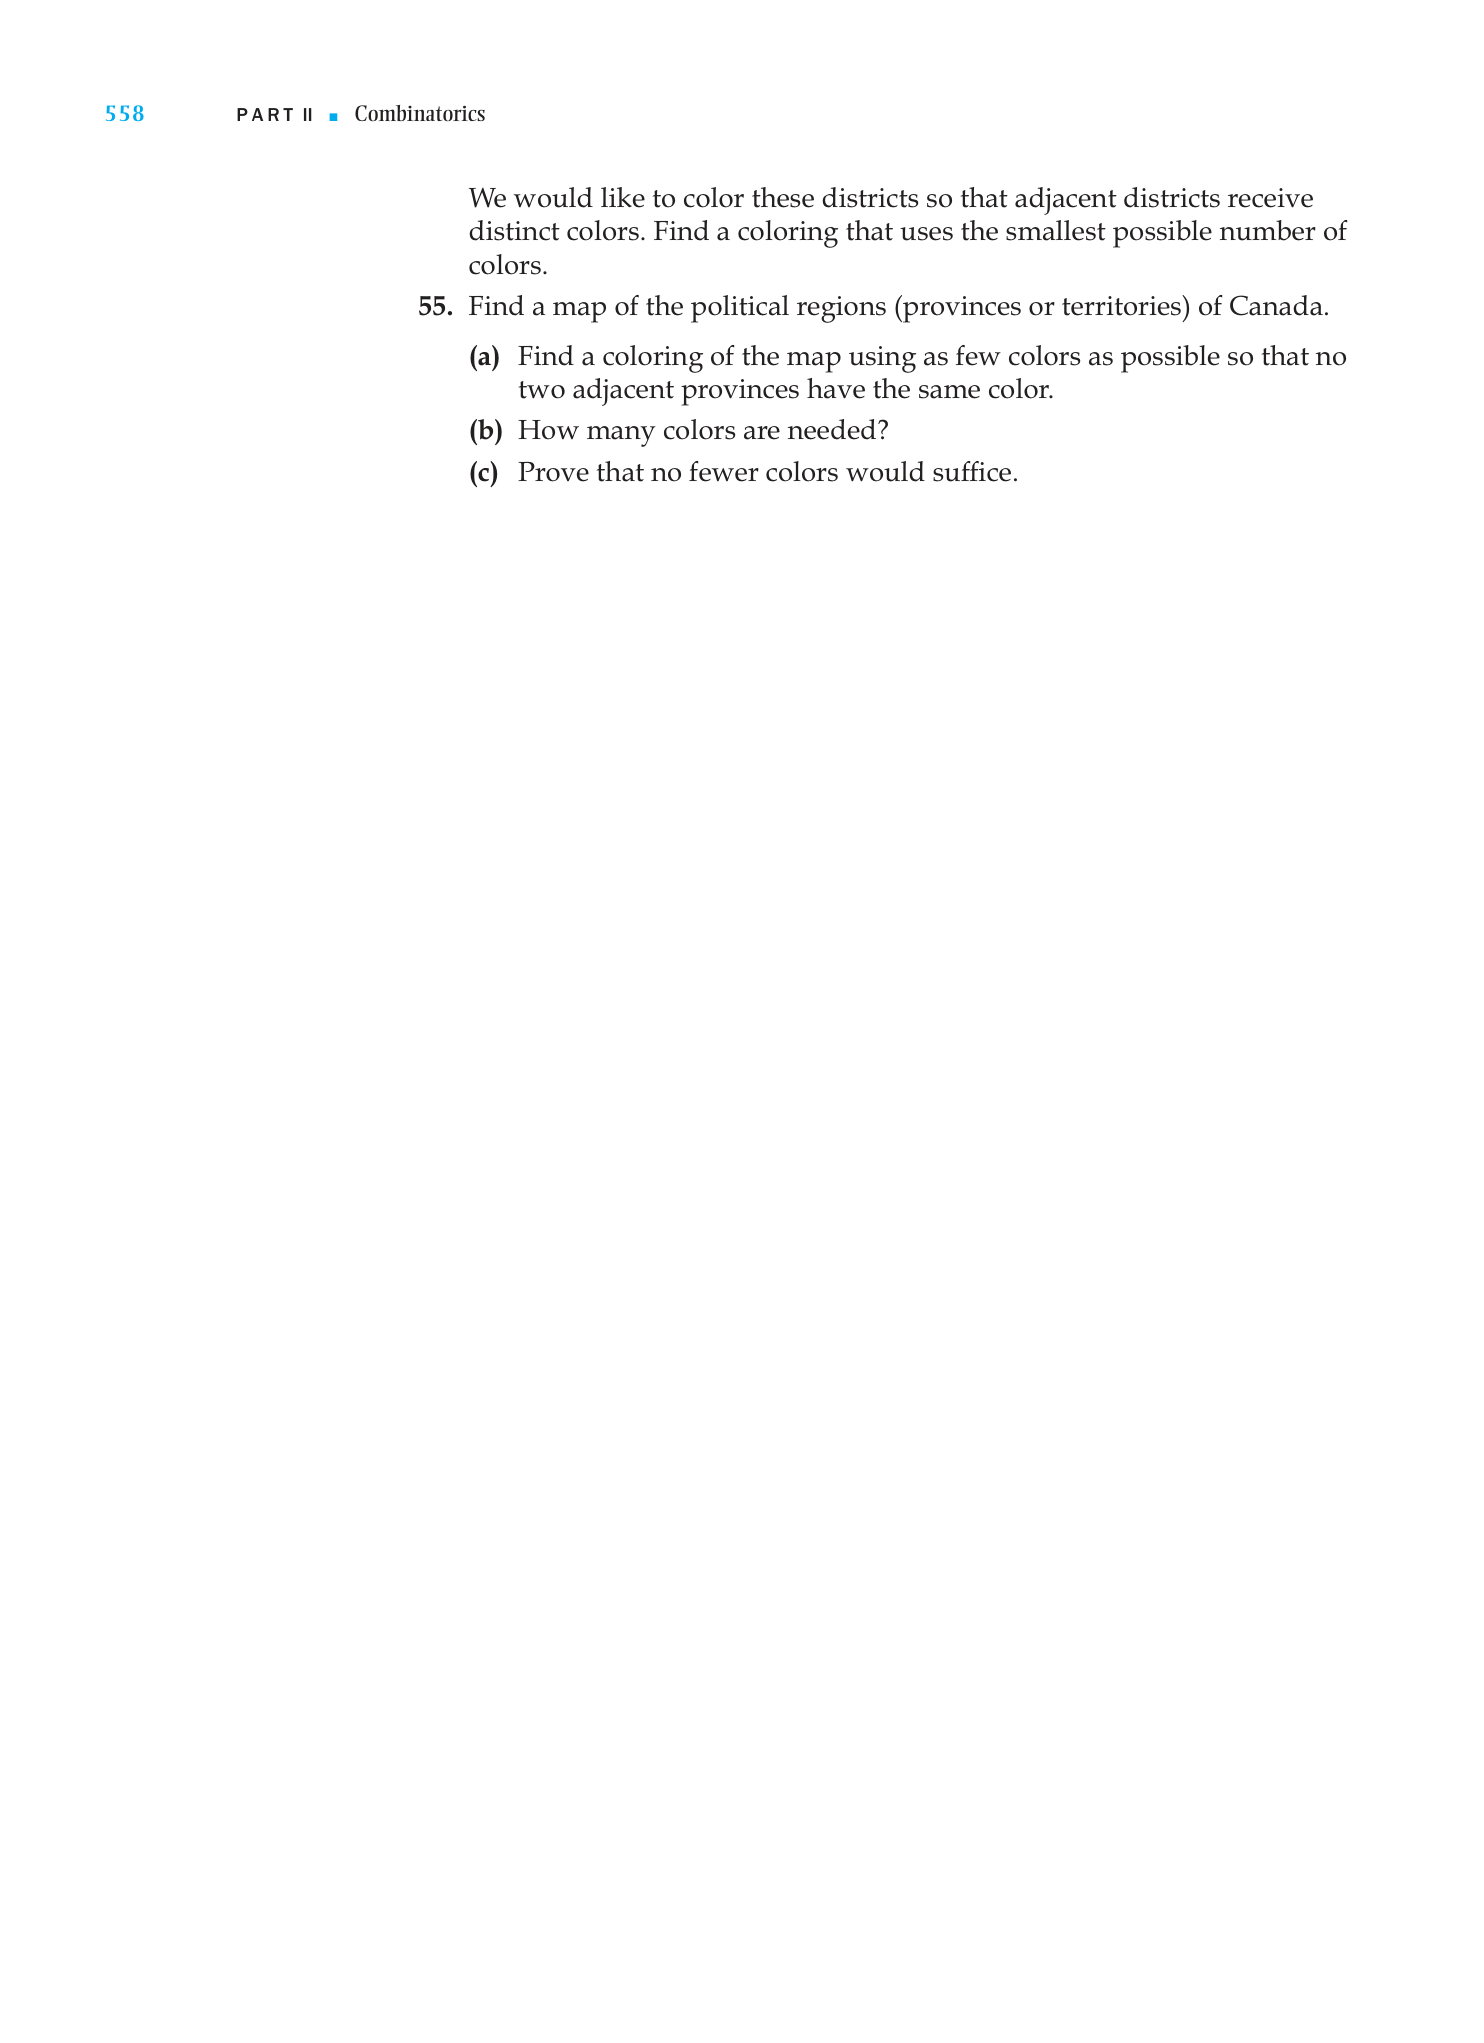 558 PART II ■ Combinatorics
We would like to color these districts so that adjacent districts receive
distinct colors. Find a coloring that uses the smallest possible number of
colors.
55. Find a map of the political regions (provinces or territories) of Canada.
(a) Find a coloring of the map using as few colors as possible so that no
two adjacent provinces have the same color.
(b) How many colors are needed?
(c) Prove that no fewer colors would suffice.